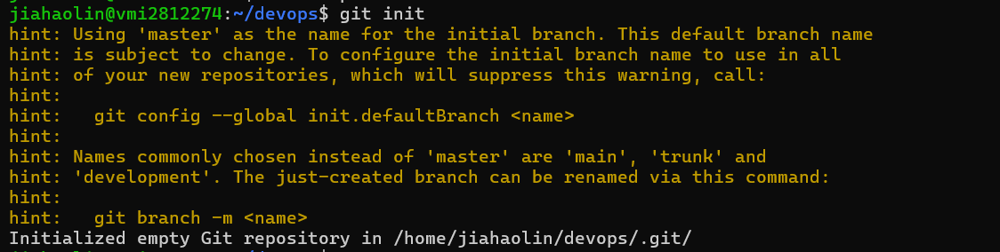 jiahaolin@vmi2812274:~/devops$ git init
hint: Using 'master' as the name for the initial branch. This default branch name
hint: is subject to change. To configure the initial branch name to use in all
hint: of your new repositories, which will suppress this warning, call:
hint:
hint:   git config --global init.defaultBranch <name>
hint:
hint: Names commonly chosen instead of 'master' are 'main', 'trunk' and
hint: 'development'. The just-created branch can be renamed via this command:
hint:
hint:   git branch -m <name>
Initialized empty Git repository in /home/jiahaolin/devops/.git/